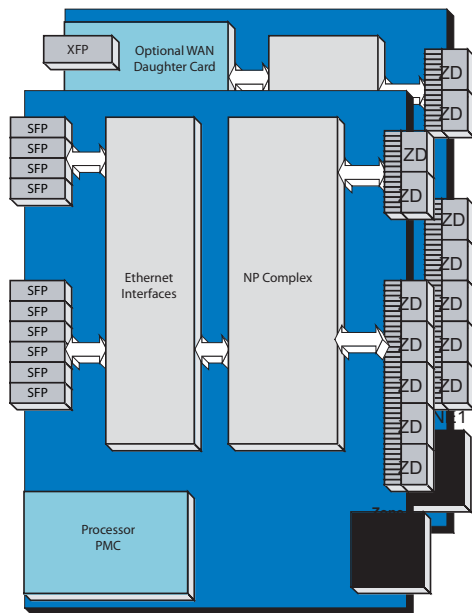 XFP
Optional WAN
Daughter Card
ZD
ZD
SFP
SFP
SFP
SFP
ZD
ZD
ZD
ZD
ZD
ZD
ZD
Ethernet
Interfaces
NP Complex
SFP
SFP
SFP
SFP
SFP
SFP
ZD
ZD
ZD
ZD
ZD
Processor
PMC